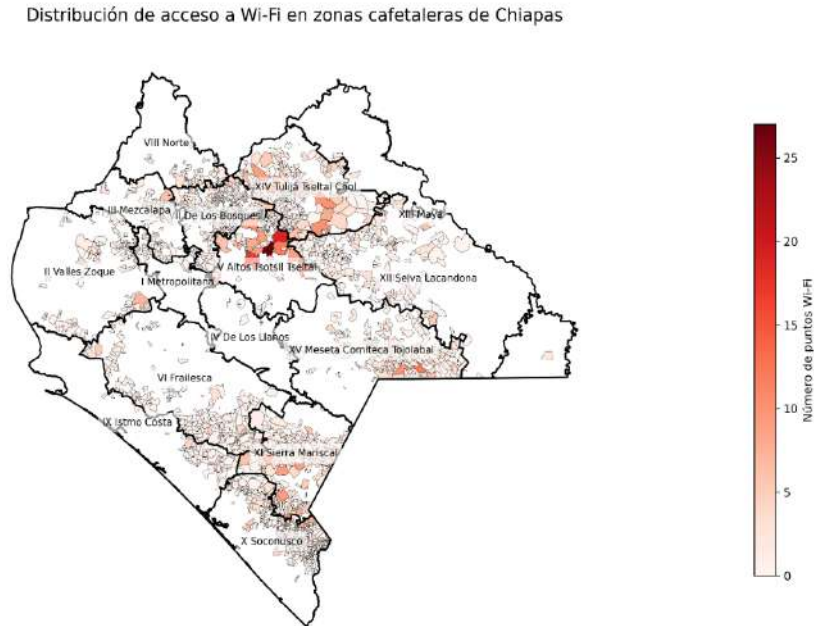 Distribución de acceso a Wi-Fi en zonas cafetaleras de Chiapas
VIII Norte
XIV Tulijá Tseltal Chol
III Mezcalapa
II De Los Bosques
XIII Maya
II Valles Zoque
I Metropolitana
V Altos Tsotsil Tseltal
XII Selva Lacandona
IV De Los Llanos
XV Meseta Comiteca Tojolabal
VI Frailesca
IX Istmo Costa
XI Sierra Mariscal
X Soconusco
25
20
15
10
5
0
Número de puntos Wi-Fi